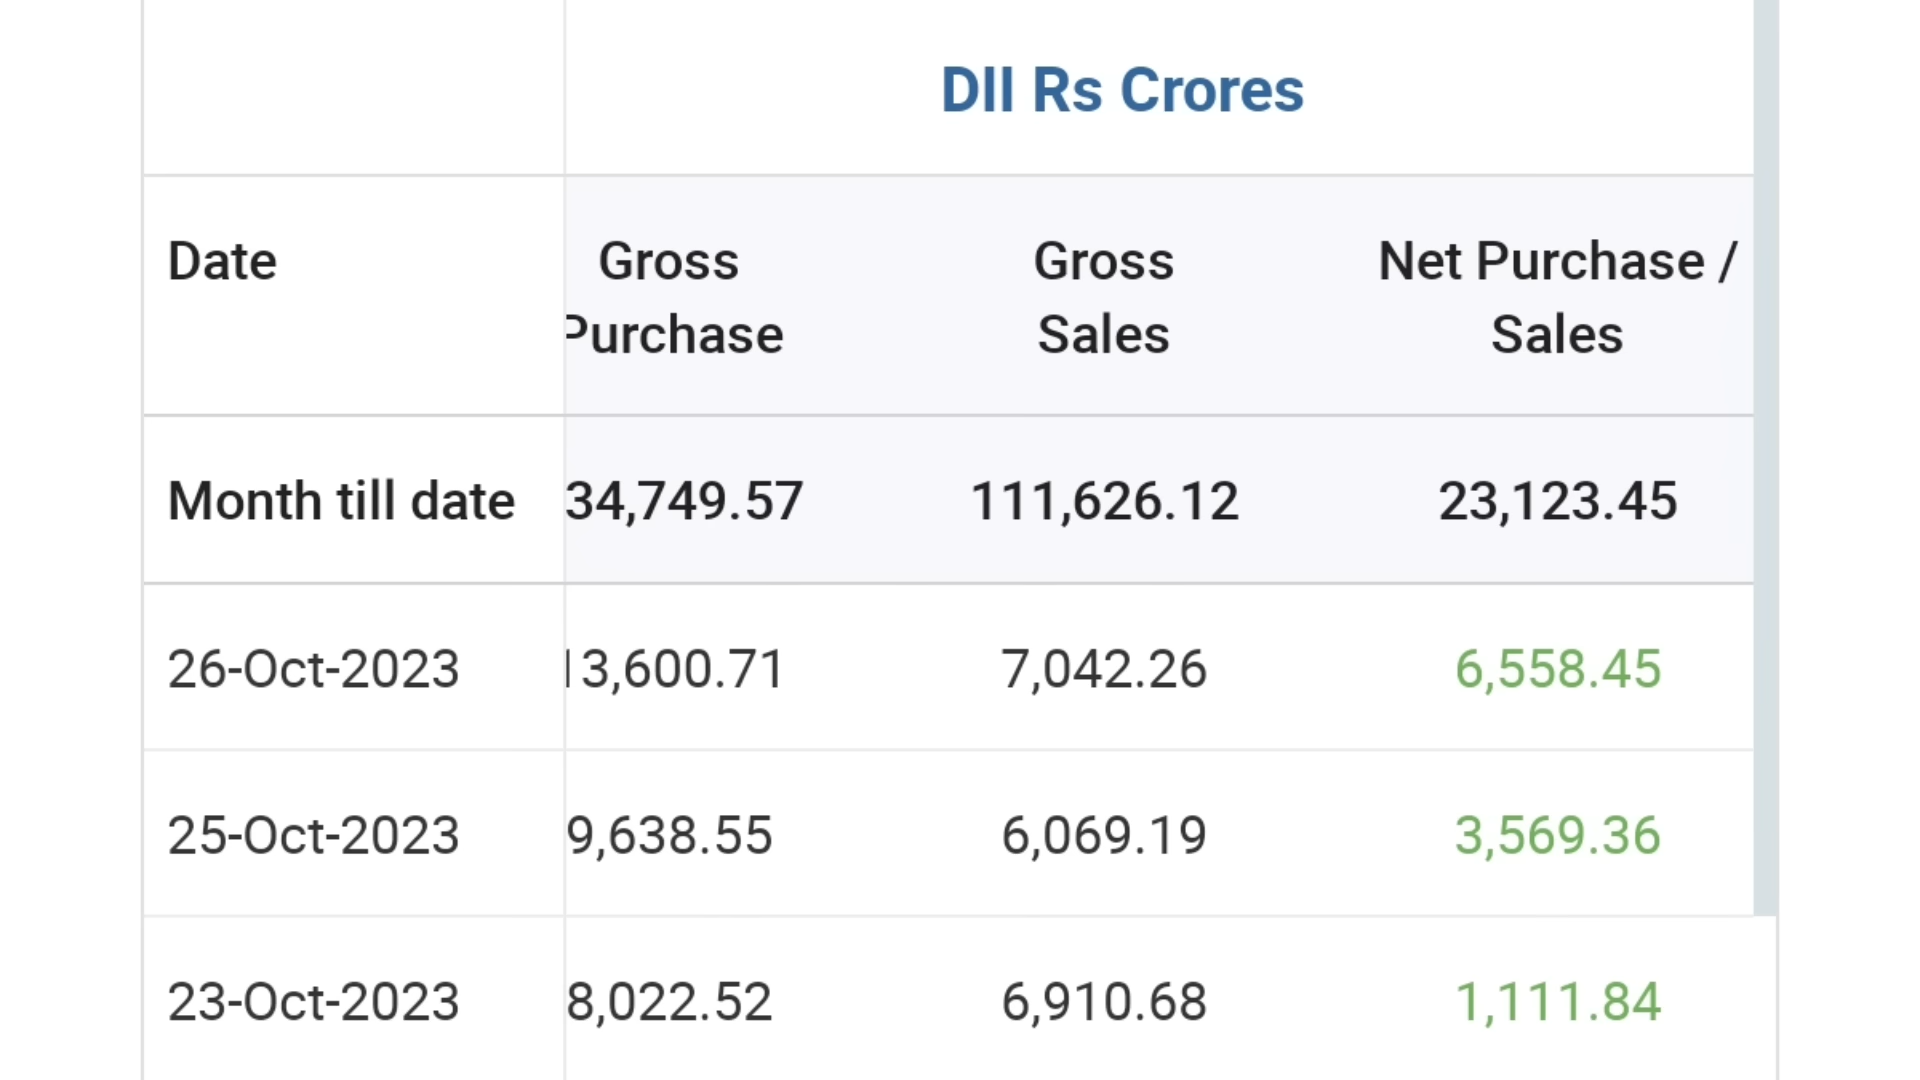 DII Rs Crores
Date Gross Purchase Gross Sales Net Purchase / Sales
Month till date 34,749.57 111,626.12 23,123.45
26-Oct-2023 13,600.71 7,042.26 6,558.45
25-Oct-2023 9,638.55 6,069.19 3,569.36
23-Oct-2023 8,022.52 6,910.68 1,111.84